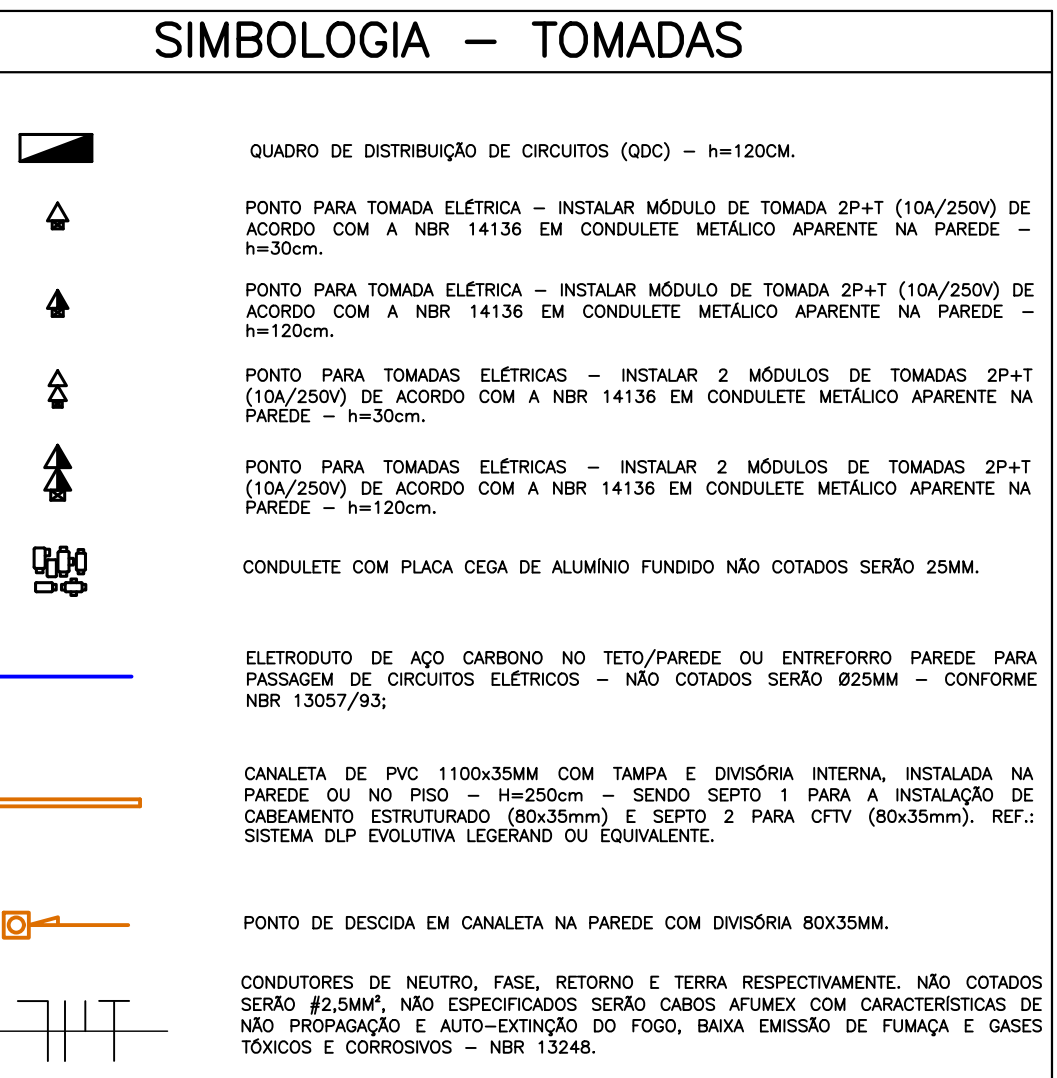 SIMBOLOGIA – TOMADAS
QUADRO DE DISTRIBUIÇÃO DE CIRCUITOS (QDC) – h=120CM.
PONTO PARA TOMADA ELÉTRICA – INSTALAR MÓDULO DE TOMADA 2P+T (10A/250V) DE
ACORDO COM A NBR 14136 EM CONDULETE METÁLICO APARENTE NA PAREDE –
h=30cm.
PONTO PARA TOMADA ELÉTRICA – INSTALAR MÓDULO DE TOMADA 2P+T (10A/250V) DE
ACORDO COM A NBR 14136 EM CONDULETE METÁLICO APARENTE NA PAREDE –
h=120cm.
PONTO PARA TOMADAS ELÉTRICAS – INSTALAR 2 MÓDULOS DE TOMADAS 2P+T
(10A/250V) DE ACORDO COM A NBR 14136 EM CONDULETE METÁLICO APARENTE NA
PAREDE – h=30cm.
PONTO PARA TOMADAS ELÉTRICAS – INSTALAR 2 MÓDULOS DE TOMADAS 2P+T
(10A/250V) DE ACORDO COM A NBR 14136 EM CONDULETE METÁLICO APARENTE NA
PAREDE – h=120cm.
CONDULETE COM PLACA CEGA DE ALUMÍNIO FUNDIDO NÃO COTADOS SERÃO 25MM.
ELETRODUTO DE AÇO CARBONO NO TETO/PAREDE OU ENTREFORRO PAREDE PARA
PASSAGEM DE CIRCUITOS ELÉTRICOS – NÃO COTADOS SERÃO Ø25MM – CONFORME
NBR 13057/93;
CANALETA DE PVC 1100x35MM COM TAMPA E DIVISÓRIA INTERNA, INSTALADA NA
PAREDE OU NO PISO – H=250cm – SENDO SEPTO 1 PARA A INSTALAÇÃO DE
CABEAMENTO ESTRUTURADO (80x35mm) E SEPTO 2 PARA CFTV (80x35mm). REF.:
SISTEMA DLP EVOLUTIVA LEGERAND OU EQUIVALENTE.
PONTO DE DESCIDA EM CANALETA NA PAREDE COM DIVISÓRIA 80X35MM.
CONDUTORES DE NEUTRO, FASE, RETORNO E TERRA RESPECTIVAMENTE. NÃO COTADOS
SERÃO #2,5MM², NÃO ESPECIFICADOS SERÃO CABOS AFUMEX COM CARACTERÍSTICAS DE
NÃO PROPAGAÇÃO E AUTO–EXTINÇÃO DO FOGO, BAIXA EMISSÃO DE FUMAÇA E GASES
TÓXICOS E CORROSIVOS – NBR 13248.